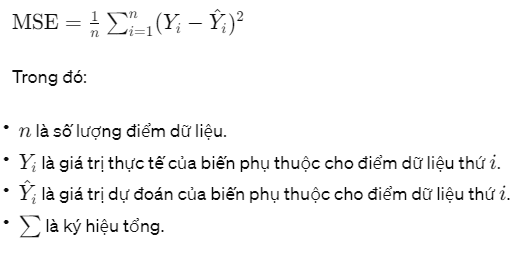 MSE = \frac{1}{n} \sum_{i=1}^{n} (Y_i - \hat{Y}_i)^2
Trong đó:
• n là số lượng điểm dữ liệu.
• Y_i là giá trị thực tế của biến phụ thuộc cho điểm dữ liệu thứ i.
• \hat{Y}_i là giá trị dự đoán của biến phụ thuộc cho điểm dữ liệu thứ i.
• \sum là ký hiệu tổng.